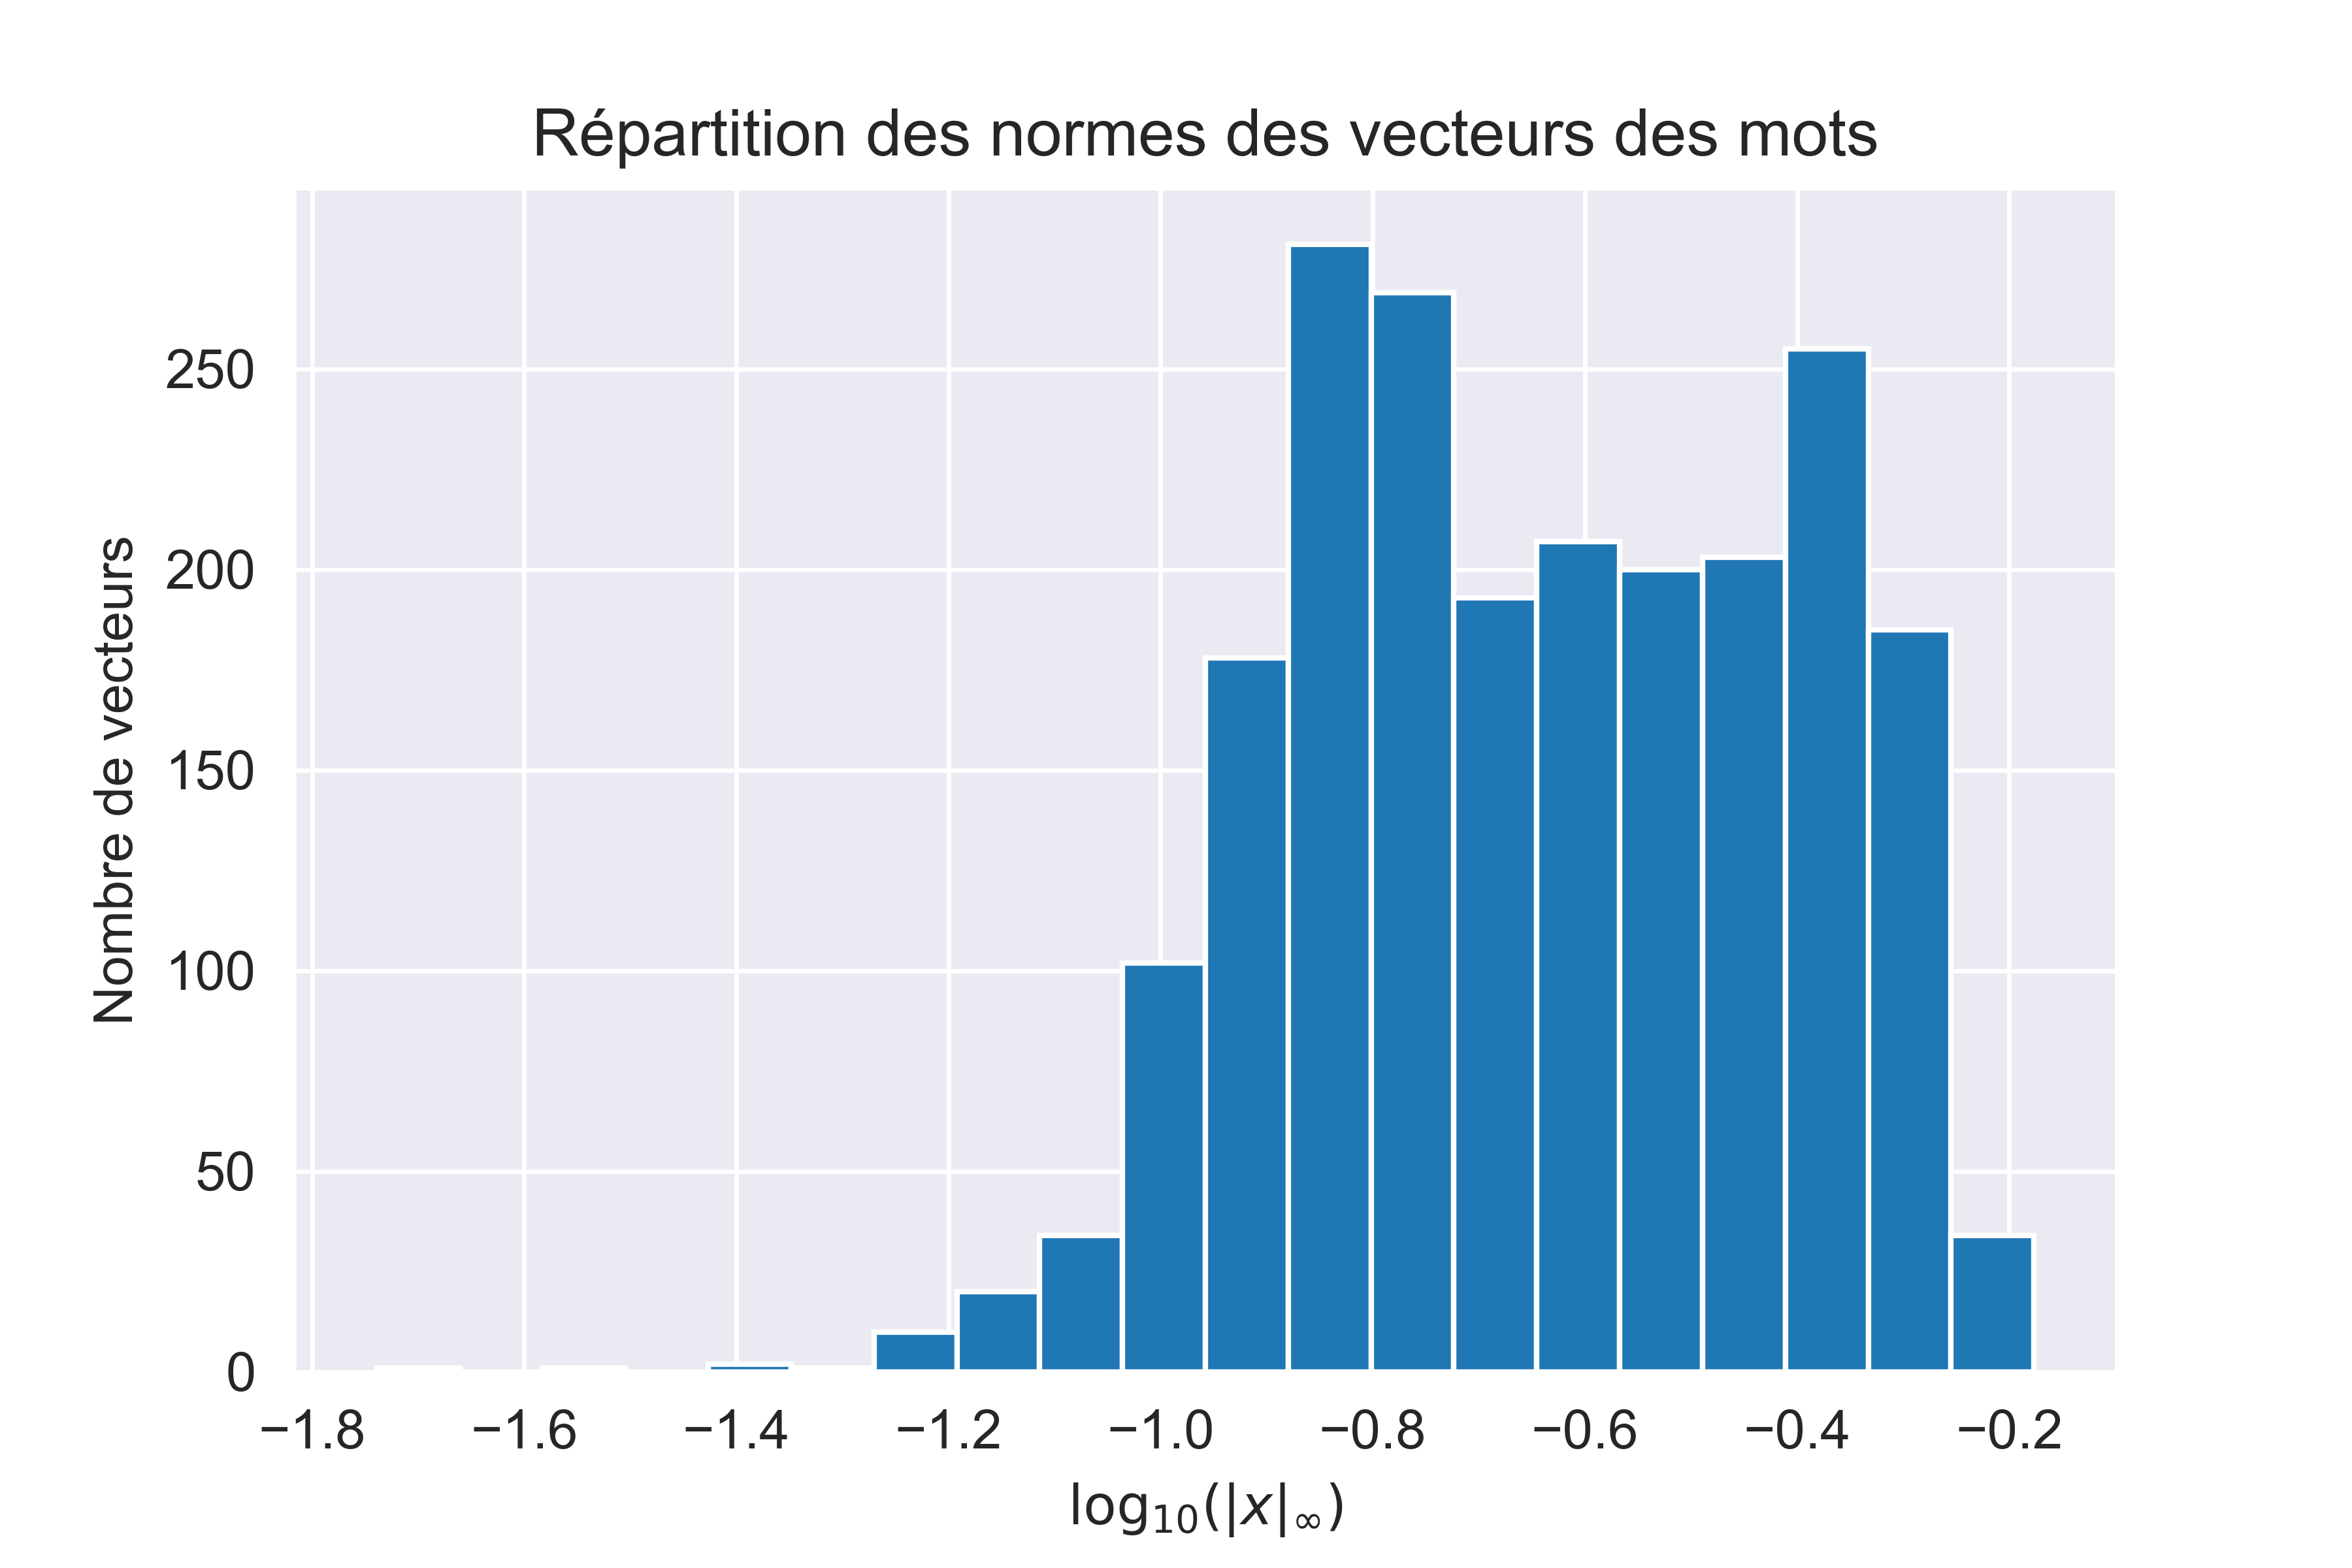 Répartition des normes des vecteurs des mots
Nombre de vecteurs
250
200
150
100
50
0
−1.8 −1.6 −1.4 −1.2 −1.0 −0.8 −0.6 −0.4 −0.2
log₁₀(|x|∞)